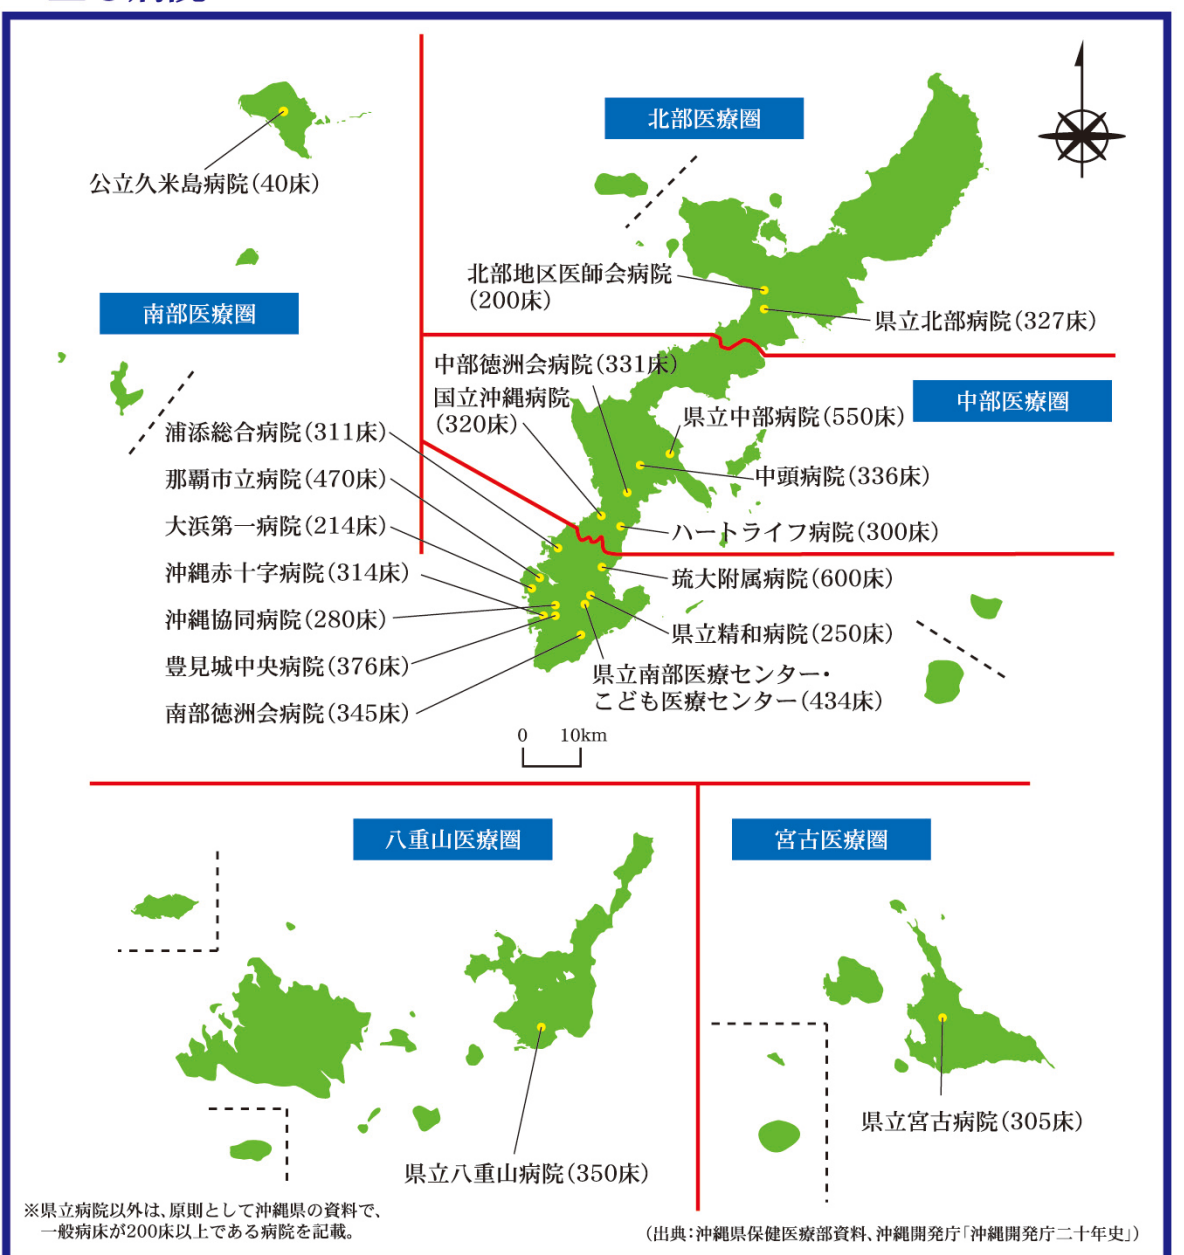 公立久米島病院(40床)
北部医療圏
北部地区医師会病院
(200床)
県立北部病院(327床)
南部医療圏
中部徳洲会病院(331床)
国立沖縄病院
(320床)
中部医療圏
県立中部病院(550床)
中頭病院(336床)
ハートライフ病院(300床)
浦添総合病院(311床)
那覇市立病院(470床)
大浜第一病院(214床)
沖縄赤十字病院(314床)
沖縄協同病院(280床)
豊見城中央病院(376床)
南部徳洲会病院(345床)
琉大附属病院(600床)
県立精和病院(250床)
県立南部医療センター・
こども医療センター(434床)
0 10km
八重山医療圏
宮古医療圏
県立宮古病院(305床)
県立八重山病院(350床)
※県立病院以外は、原則として沖縄県の資料で、
一般病床が200床以上である病院を記載。
(出典:沖縄県保健医療部資料、沖縄開発庁「沖縄開発庁二十年史」)